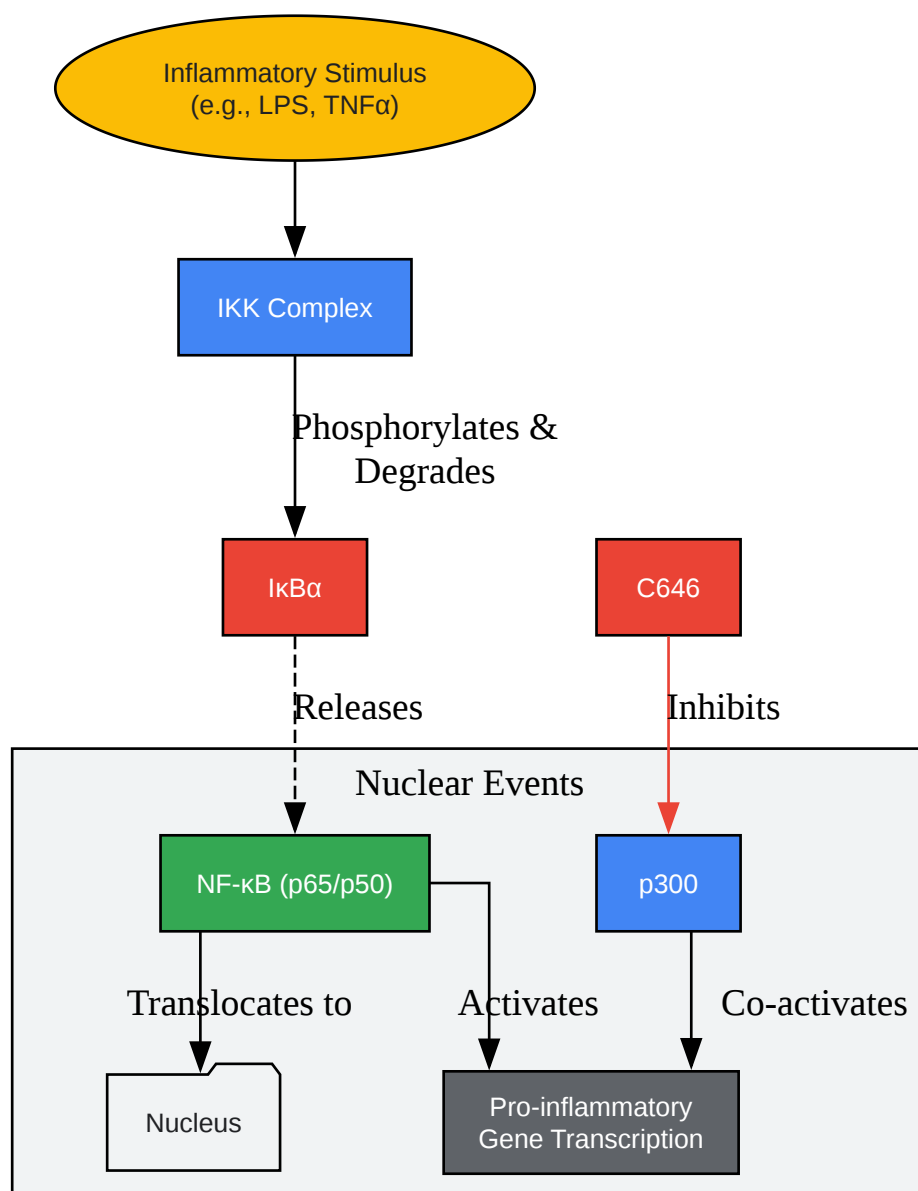 Inflammatory Stimulus
(e.g., LPS, TNFα)
IKK Complex
Phosphorylates &
Degrades
IκBα
C646
Releases
Inhibits
Nuclear Events
NF-κB (p65/p50)
p300
Translocates to
Activates
Co-activates
Nucleus
Pro-inflammatory
Gene Transcription